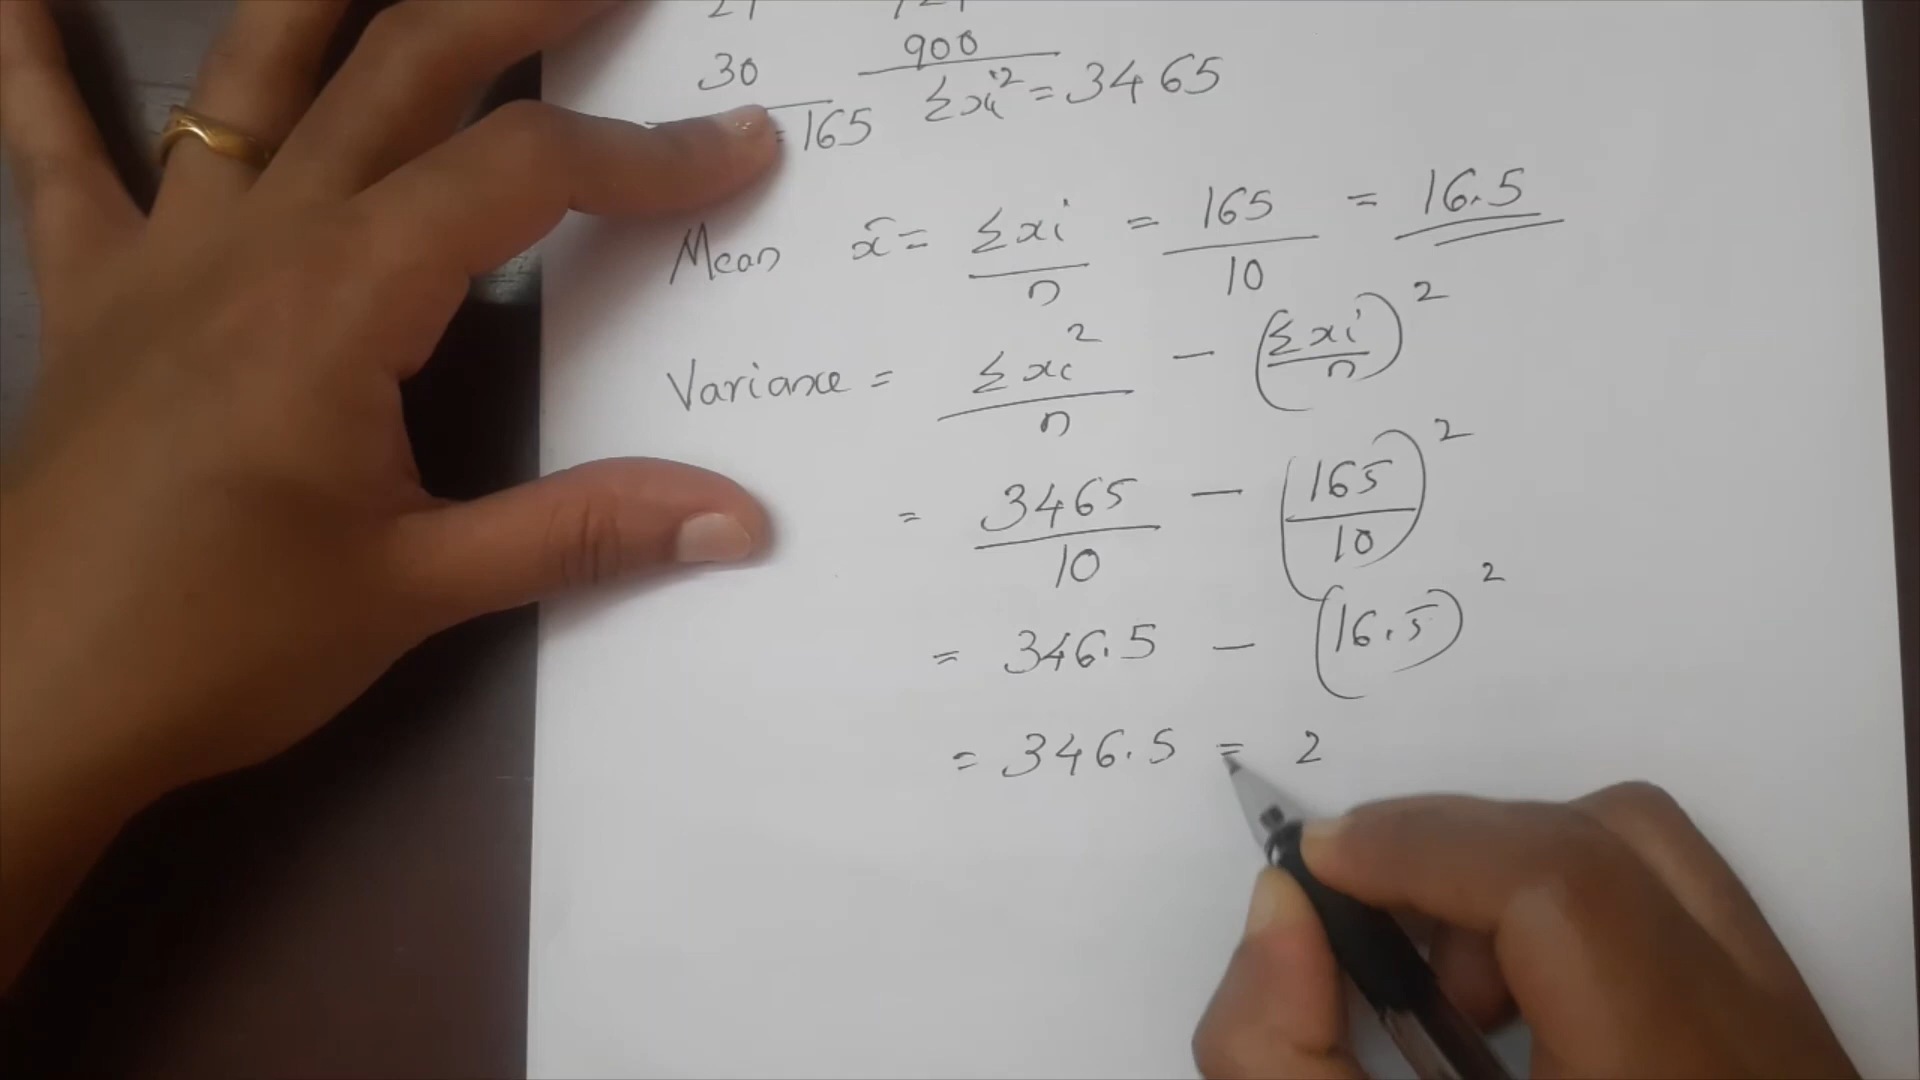 30 900
= 165 Σxi² = 3465
Mean x̄ = Σxi/n = 165/10 = 16.5
Variance = Σxi²/n − (Σxi/n)²
= 3465/10 − (165/10)²
= 346.5 − (16.5)²
= 346.5 = 2